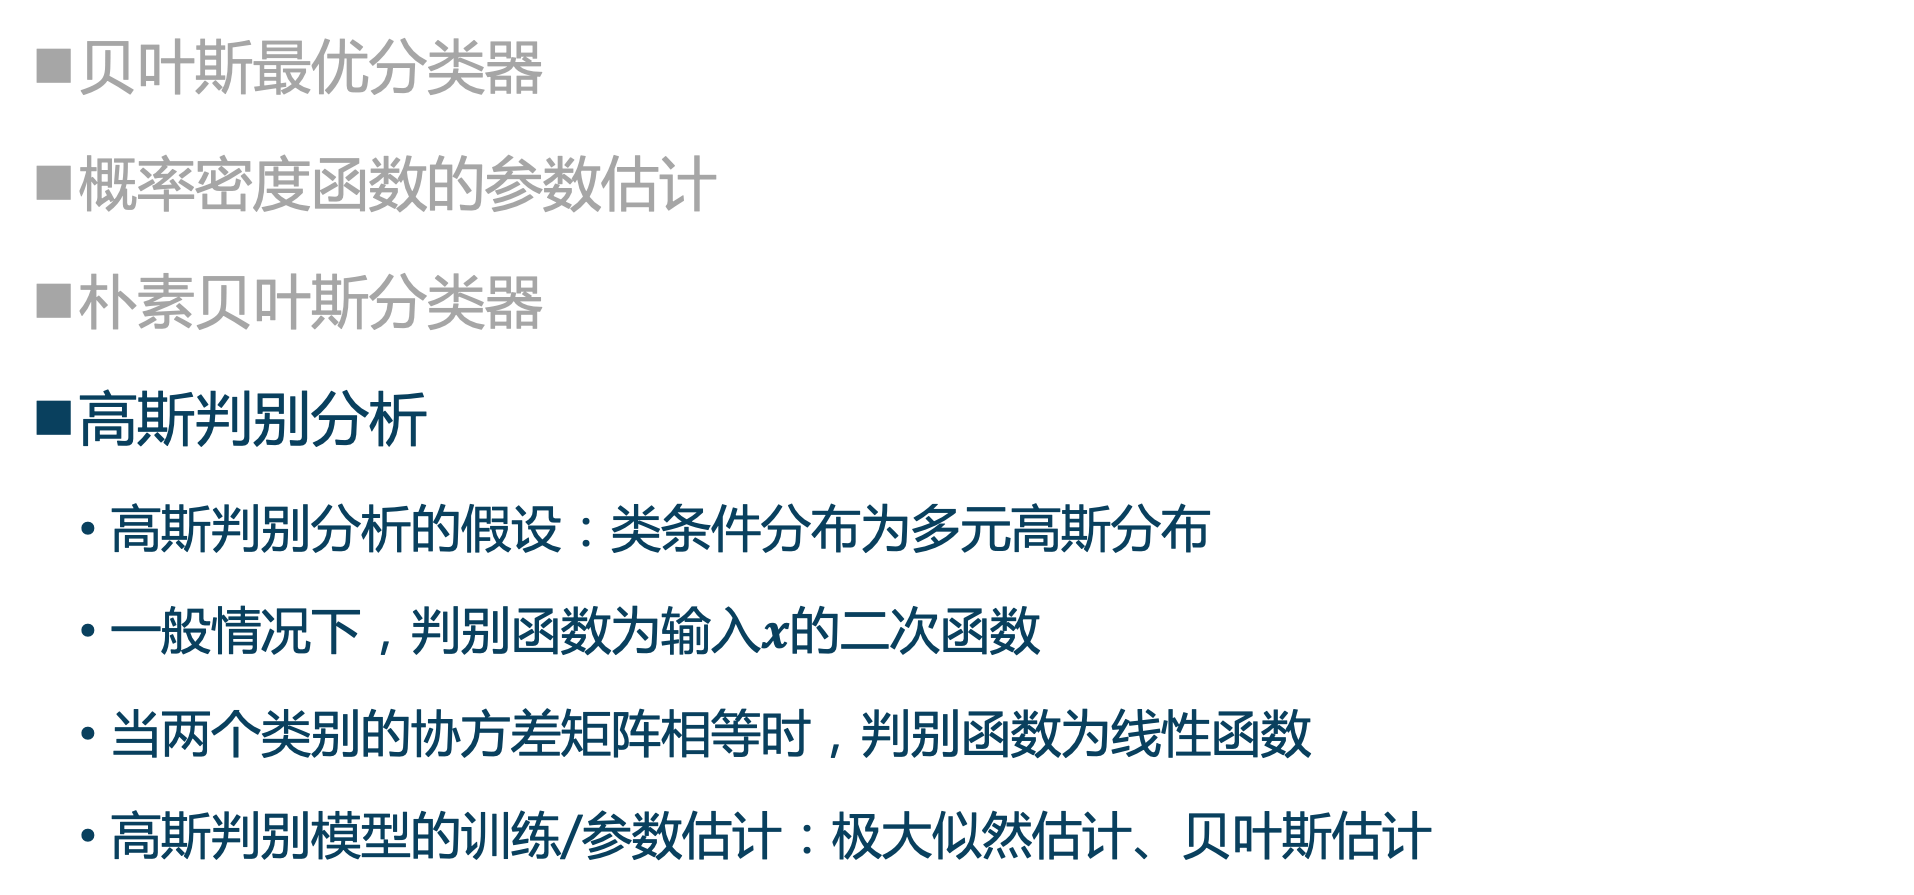 ■贝叶斯最优分类器
■概率密度函数的参数估计
■朴素贝叶斯分类器
■高斯判别分析
• 高斯判别分析的假设：类条件分布为多元高斯分布
• 一般情况下，判别函数为输入x的二次函数
• 当两个类别的协方差矩阵相等时，判别函数为线性函数
• 高斯判别模型的训练/参数估计：极大似然估计、贝叶斯估计